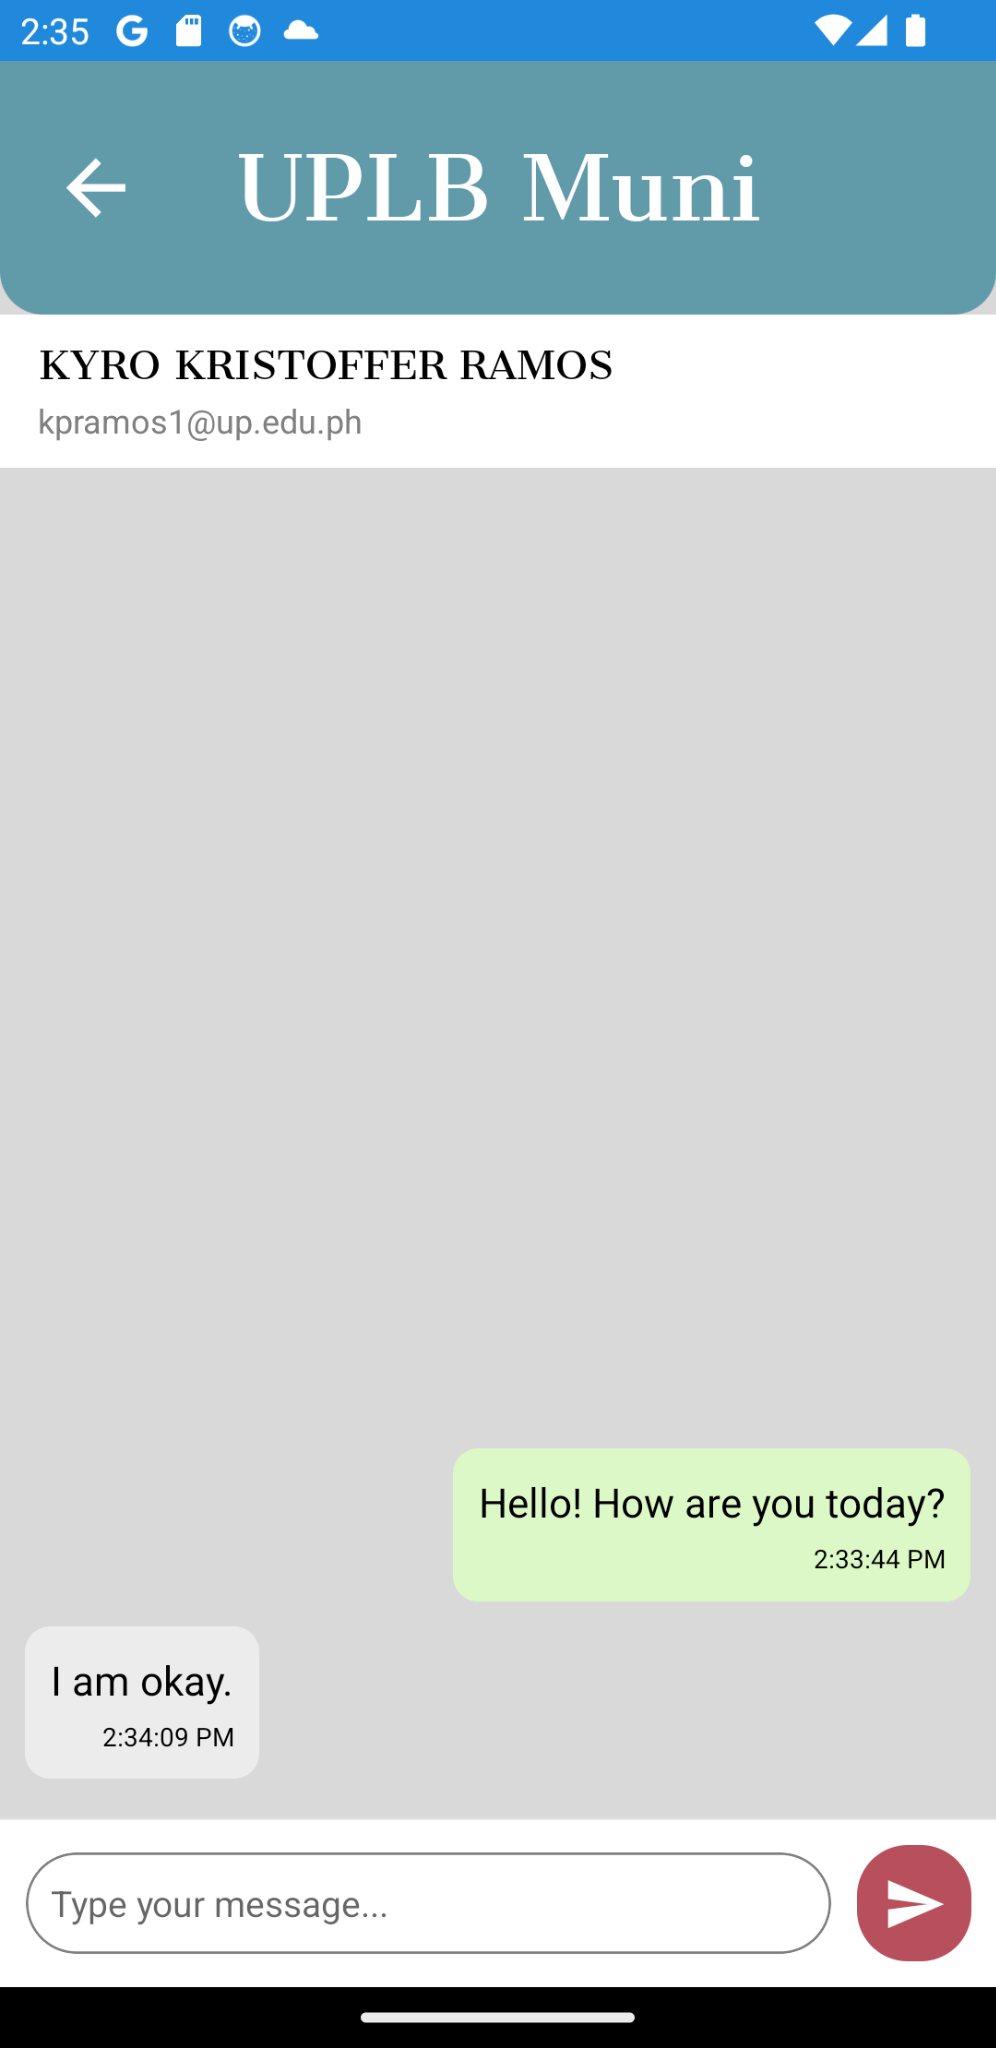 2:35
UPLB Muni
KYRO KRISTOFFER RAMOS
kpramos1@up.edu.ph
Hello! How are you today?
2:33:44 PM
I am okay.
2:34:09 PM
Type your message...